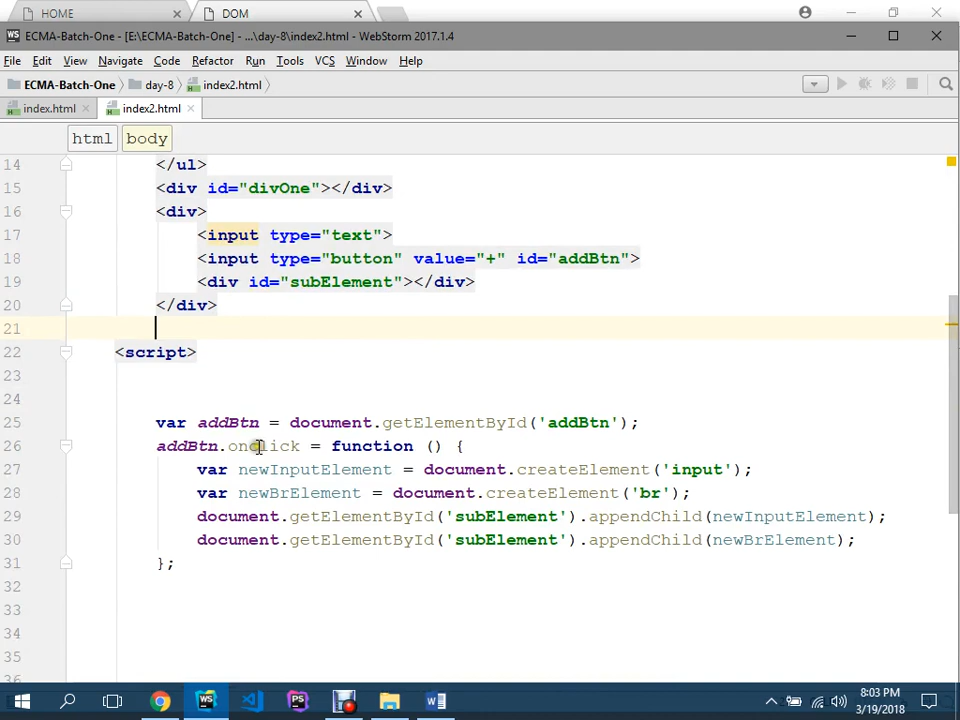 HOME
DOM
ECMA-Batch-One - [E:\ECMA-Batch-One] - ...\day-8\index2.html - WebStorm 2017.1.4
File Edit View Navigate Code Refactor Run Tools VCS Window Help
ECMA-Batch-One day-8 index2.html
index.html index2.html
html body
14 </ul>
15 <div id="divOne"></div>
16 <div>
17 <input type="text">
18 <input type="button" value="+" id="addBtn">
19 <div id="subElement"></div>
20 </div>
21
22 <script>
23
24
25 var addBtn = document.getElementById('addBtn');
26 addBtn.onclick = function () {
27 var newInputElement = document.createElement('input');
28 var newBrElement = document.createElement('br');
29 document.getElementById('subElement').appendChild(newInputElement);
30 document.getElementById('subElement').appendChild(newBrElement);
31 };
32
33
34
35
36
8:03 PM
3/19/2018